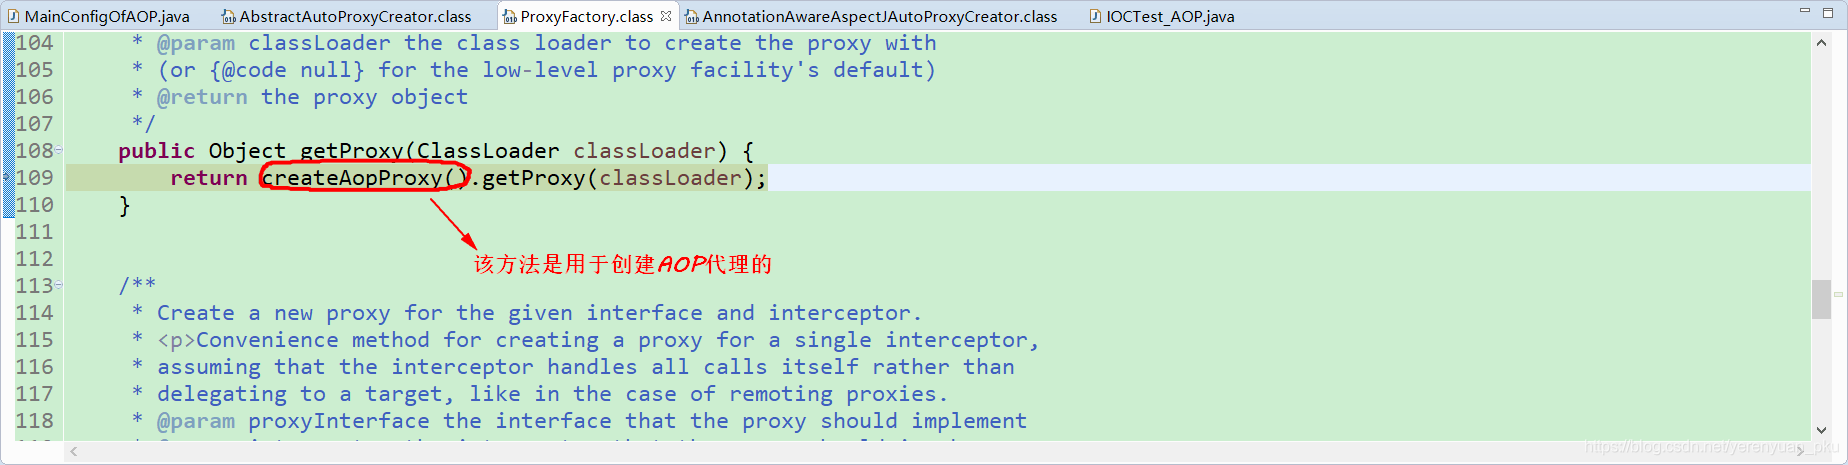 MainConfigOfAOP.java AbstractAutoProxyCreator.class ProxyFactory.class AnnotationAwareAspectJAutoProxyCreator.class IOCTest_AOP.java
104 * @param classLoader the class loader to create the proxy with
105 * (or {@code null} for the low-level proxy facility's default)
106 * @return the proxy object
107 */
108 public Object getProxy(ClassLoader classLoader) {
109 return createAopProxy().getProxy(classLoader);
110 }
111
112
该方法是用于创建AOP代理的
113 /**
114 * Create a new proxy for the given interface and interceptor.
115 * <p>Convenience method for creating a proxy for a single interceptor,
116 * assuming that the interceptor handles all calls itself rather than
117 * delegating to a target, like in the case of remoting proxies.
118 * @param proxyInterface the interface that the proxy should implement
https://blog.csdn.net/yerenyuan_pku